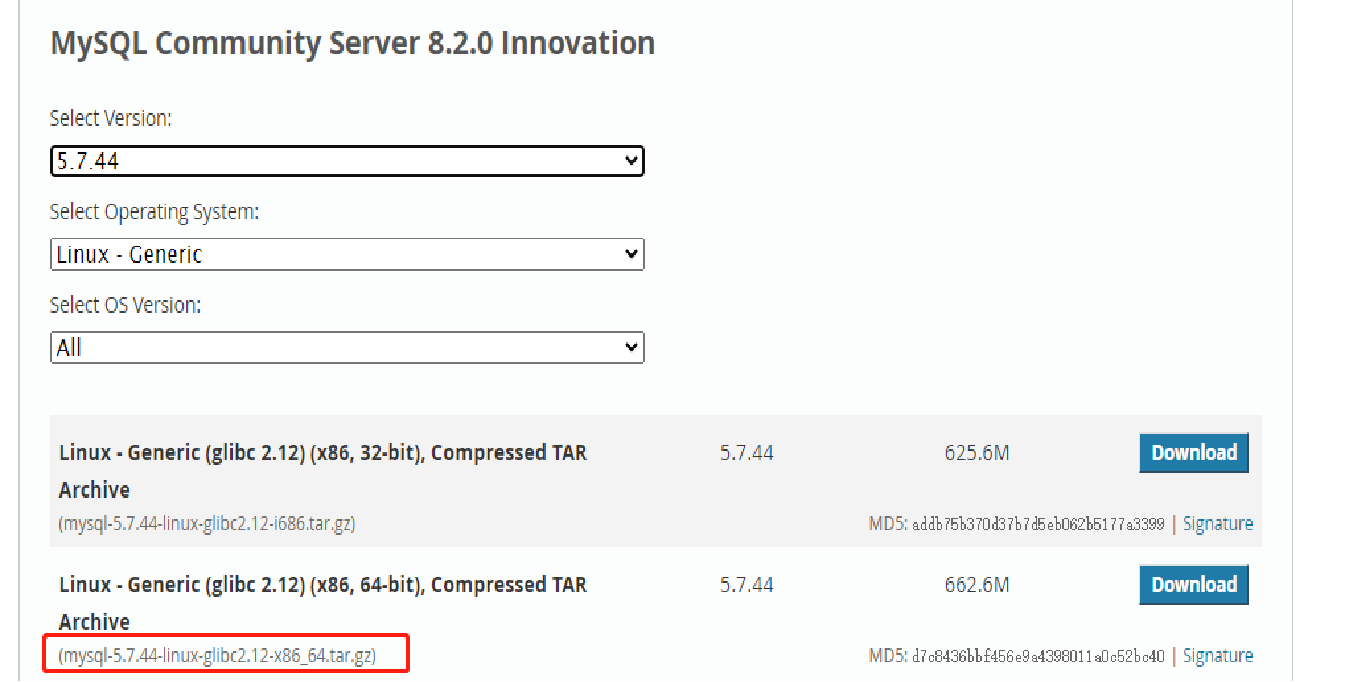 MySQL Community Server 8.2.0 Innovation
Select Version:
5.7.44
Select Operating System:
Linux - Generic
Select OS Version:
All
Linux - Generic (glibc 2.12) (x86, 32-bit), Compressed TAR 5.7.44 625.6M Download
Archive
(mysql-5.7.44-linux-glibc2.12-i686.tar.gz) MD5: addb75b370d37b7d5eb062b5177a3399 | Signature
Linux - Generic (glibc 2.12) (x86, 64-bit), Compressed TAR 5.7.44 662.6M Download
Archive
(mysql-5.7.44-linux-glibc2.12-x86_64.tar.gz) MD5: d7c8436bbf456e9a4398011a0c52bc40 | Signature